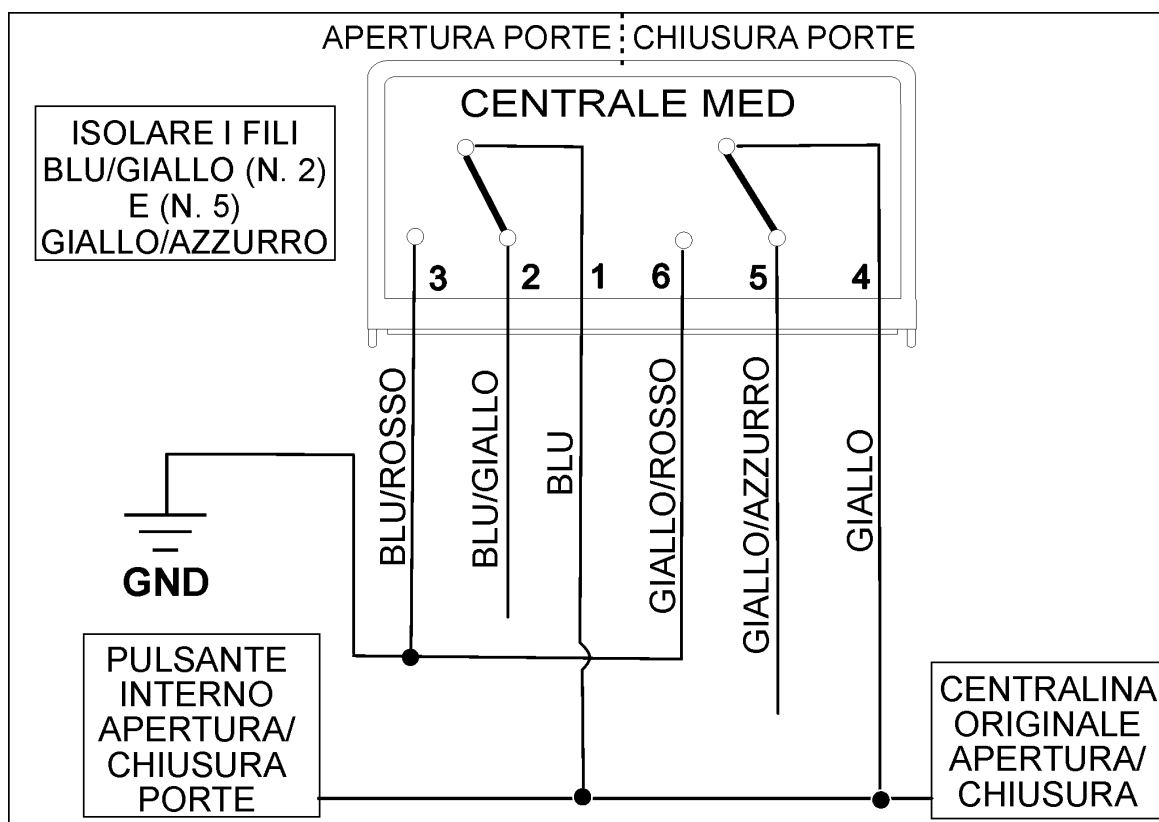 APERTURA PORTE CHIUSURA PORTE
CENTRALE MED
ISOLARE I FILI
BLU/GIALLO (N. 2)
E (N. 5)
GIALLO/AZZURRO
3 2 1 6 5 4
BLU/ROSSO
BLU/GIALLO
BLU
GIALLO/ROSSO
GIALLO/AZZURRO
GIALLO
GND
PULSANTE
INTERNO
APERTURA/
CHIUSURA
PORTE
CENTRALINA
ORIGINALE
APERTURA/
CHIUSURA